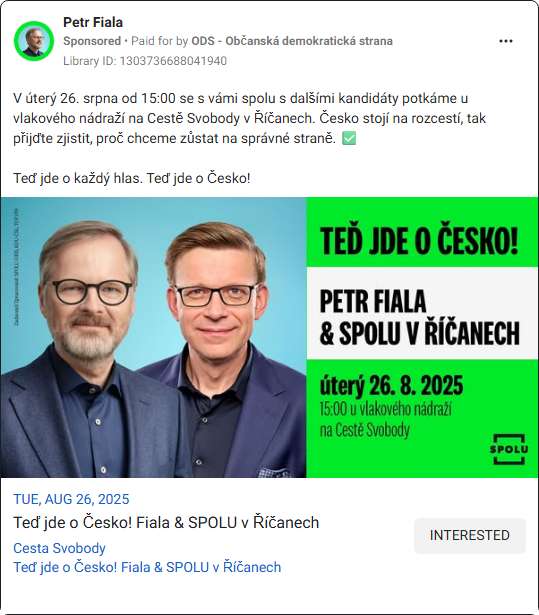 Petr Fiala
Sponsored • Paid for by ODS - Občanská demokratická strana
Library ID: 1303736688041940
V úterý 26. srpna od 15:00 se s vámi spolu s dalšími kandidáty potkáme u
vlakového nádraží na Cestě Svobody v Říčanech. Česko stojí na rozcestí, tak
přijďte zjistit, proč chceme zůstat na správné straně. ✅
Teď jde o každý hlas. Teď jde o Česko!
TEĎ JDE O ČESKO!
PETR FIALA
& SPOLU V ŘÍČANECH
úterý 26. 8. 2025
15:00 u vlakového nádraží
na Cestě Svobody
SPOLU
TUE, AUG 26, 2025
Teď jde o Česko! Fiala & SPOLU v Říčanech
INTERESTED
Cesta Svobody
Teď jde o Česko! Fiala & SPOLU v Říčanech